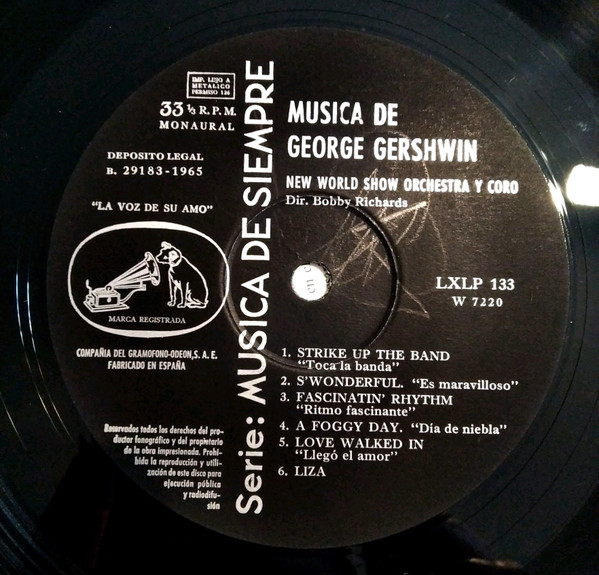 IMP. LUJO A
METALICO
PERMISO 126
33⅓ R.P.M.
MONAURAL
DEPOSITO LEGAL
B. 29183-1965
"LA VOZ DE SU AMO"
MARCA REGISTRADA
COMPAÑIA DEL GRAMOFONO-ODEON, S. A. E.
FABRICADO EN ESPAÑA
Reservados todos los derechos del pro-
ductor fonográfico y del propietario
de la obra impresionada. Prohi-
bida la reproducción y utili-
zación de este disco para
ejecución pública
y radiodifu-
sión
Serie: MUSICA DE SIEMPRE
MUSICA DE
GEORGE GERSHWIN
NEW WORLD SHOW ORCHESTRA Y CORO
Dir. Bobby Richards
LXLP 133
W 7220
1. STRIKE UP THE BAND
"Toca la banda"
2. S'WONDERFUL. "Es maravilloso"
3. FASCINATIN' RHYTHM
"Ritmo fascinante"
4. A FOGGY DAY. "Día de niebla"
5. LOVE WALKED IN
"Llegó el amor"
6. LIZA